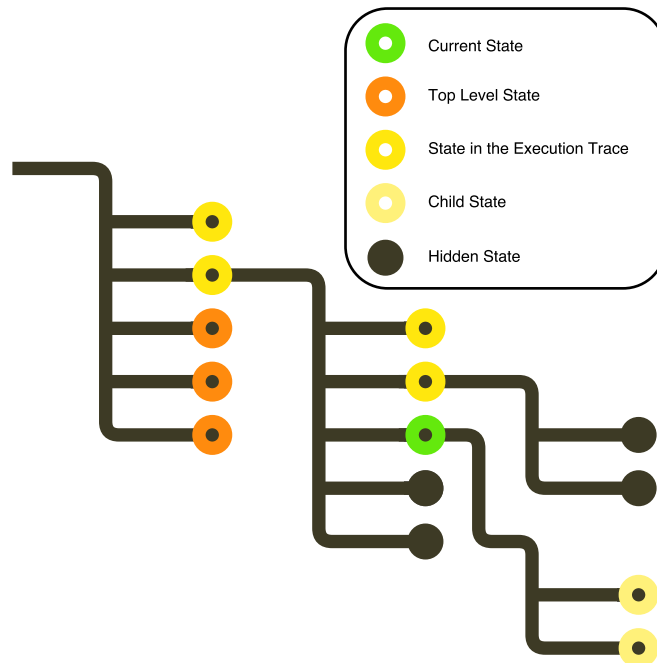 Current State
Top Level State
State in the Execution Trace
Child State
Hidden State